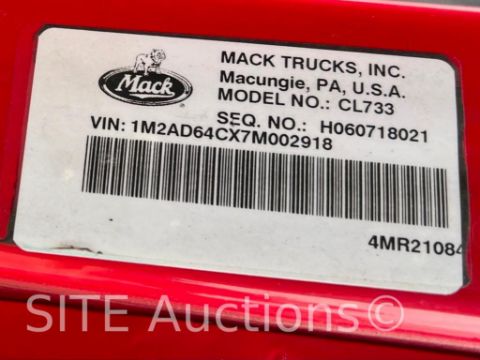 Mack
MACK TRUCKS, INC.
Macungie, PA, U.S.A.
MODEL NO.: CL733
SEQ. NO.: H060718021
VIN: 1M2AD64CX7M002918
4MR21084
SITE Auctions©